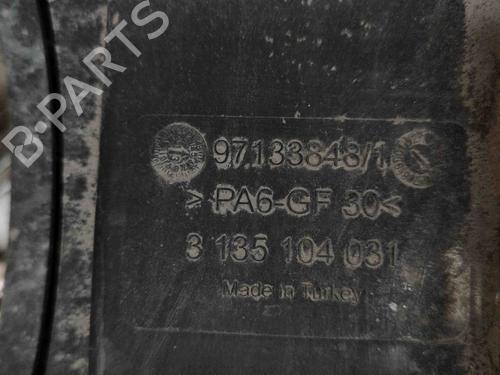 B-PARTS
97133848/1
>PA6-GF 30<
3 135 104 031
Made in Turkey